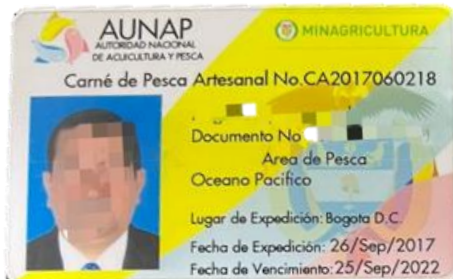 AUNAP
AUTORIDAD NACIONAL
DE ACUICULTURA Y PESCA
MINAGRICULTURA
Carné de Pesca Artesanal No.CA2017060218
Documento No
Area de Pesca
Oceano Pacifico
Lugar de Expedición: Bogota D.C.
Fecha de Expedición: 26/Sep/2017
Fecha de Vencimiento: 25/Sep/2022